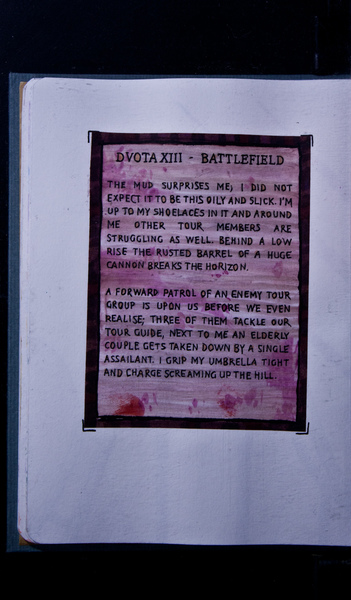 DVOTA XIII - BATTLEFIELD
THE MUD SURPRISES ME; I DID NOT
EXPECT IT TO BE THIS OILY AND SLICK. I'M
UP TO MY SHOELACES IN IT AND AROUND
ME OTHER TOUR MEMBERS ARE
STRUGGLING AS WELL. BEHIND A LOW
RISE THE RUSTED BARREL OF A HUGE
CANNON BREAKS THE HORIZON.
A FORWARD PATROL OF AN ENEMY TOUR
GROUP IS UPON US BEFORE WE EVEN
REALISE; THREE OF THEM TACKLE OUR
TOUR GUIDE, NEXT TO ME AN ELDERLY
COUPLE GETS TAKEN DOWN BY A SINGLE
ASSAILANT. I GRIP MY UMBRELLA TIGHT
AND CHARGE SCREAMING UP THE HILL.